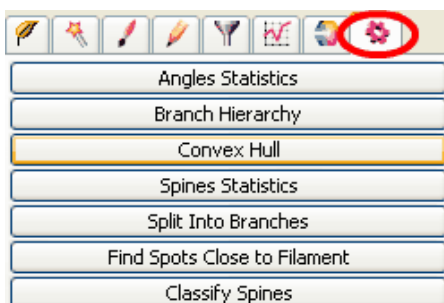 Angles Statistics
Branch Hierarchy
Convex Hull
Spines Statistics
Split Into Branches
Find Spots Close to Filament
Classify Spines